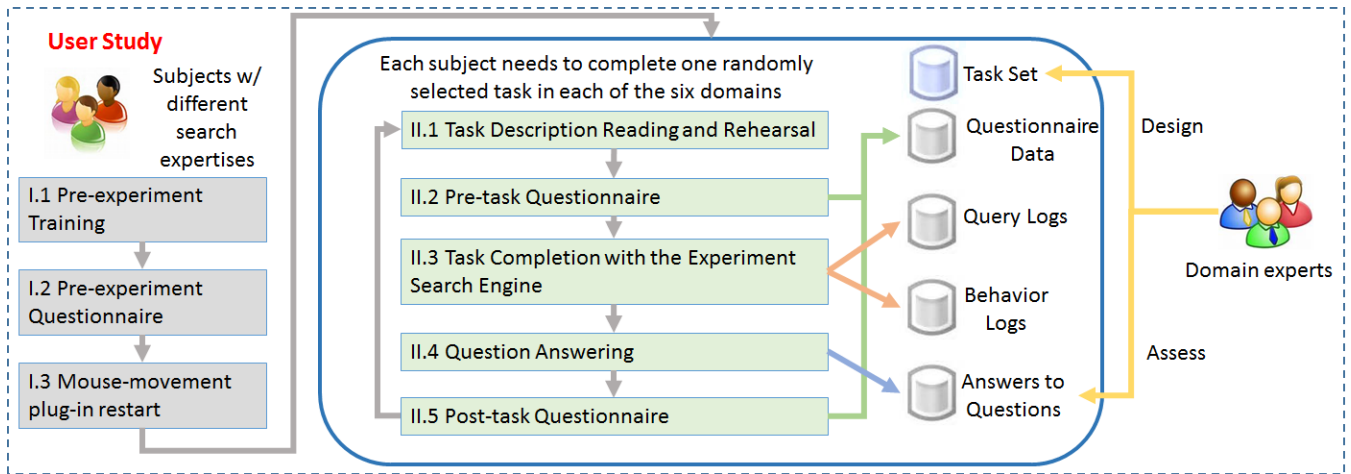 User Study
Subjects w/
different
search
expertises
I.1 Pre-experiment
Training
I.2 Pre-experiment
Questionnaire
I.3 Mouse-movement
plug-in restart
Each subject needs to complete one randomly
selected task in each of the six domains
II.1 Task Description Reading and Rehearsal
II.2 Pre-task Questionnaire
II.3 Task Completion with the Experiment
Search Engine
II.4 Question Answering
II.5 Post-task Questionnaire
Task Set
Questionnaire
Data
Query Logs
Behavior
Logs
Answers to
Questions
Design
Domain experts
Assess